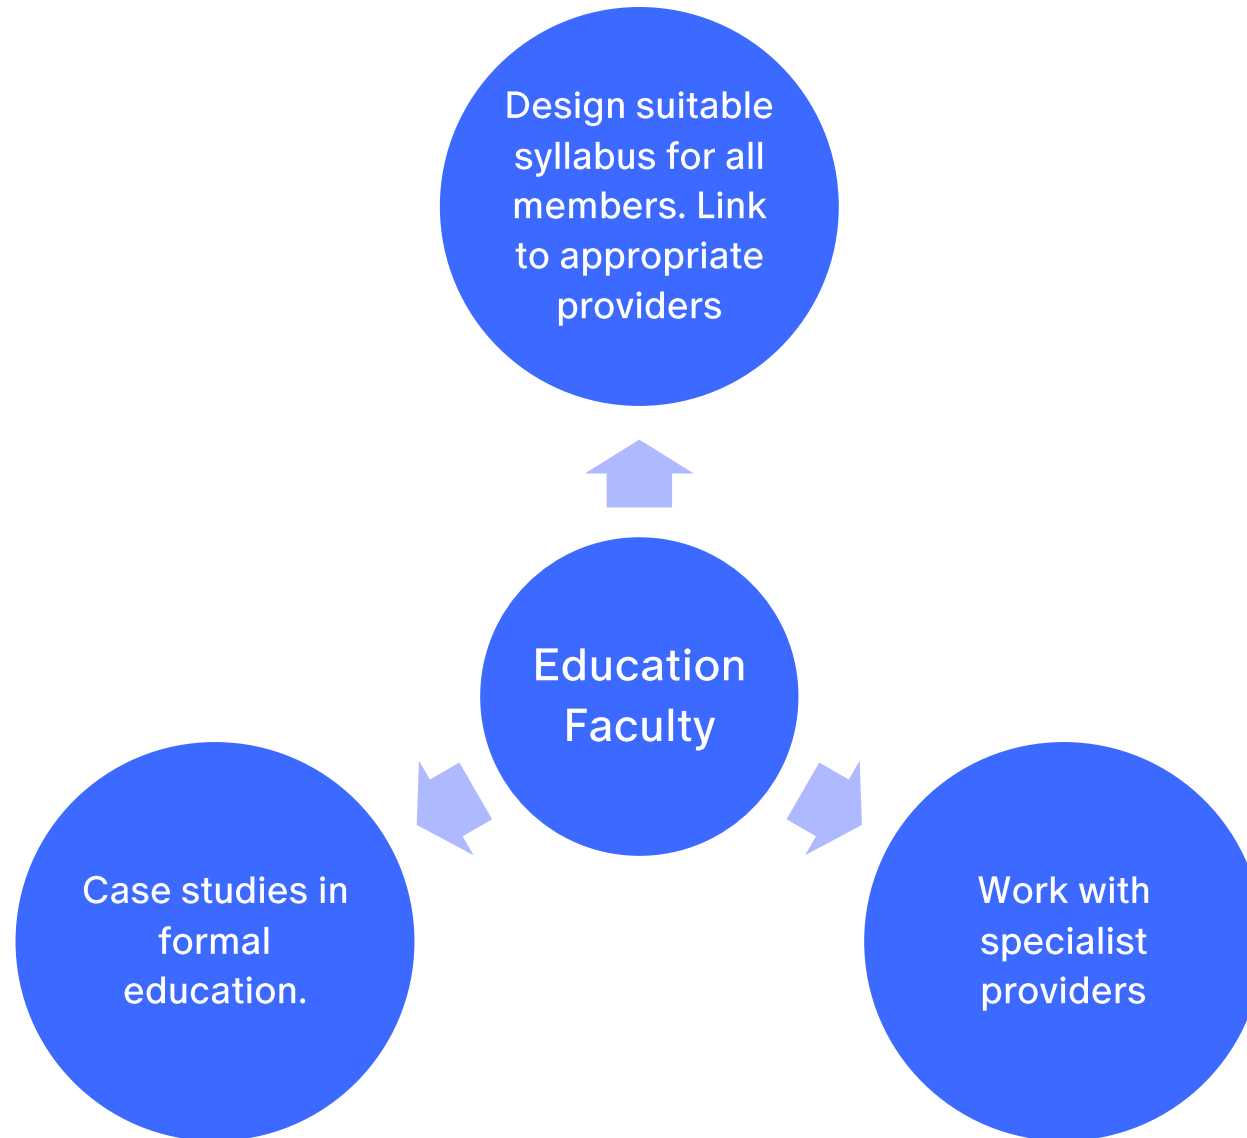 Design suitable
syllabus for all
members. Link
to appropriate
providers
Education
Faculty
Case studies in
formal
education.
Work with
specialist
providers